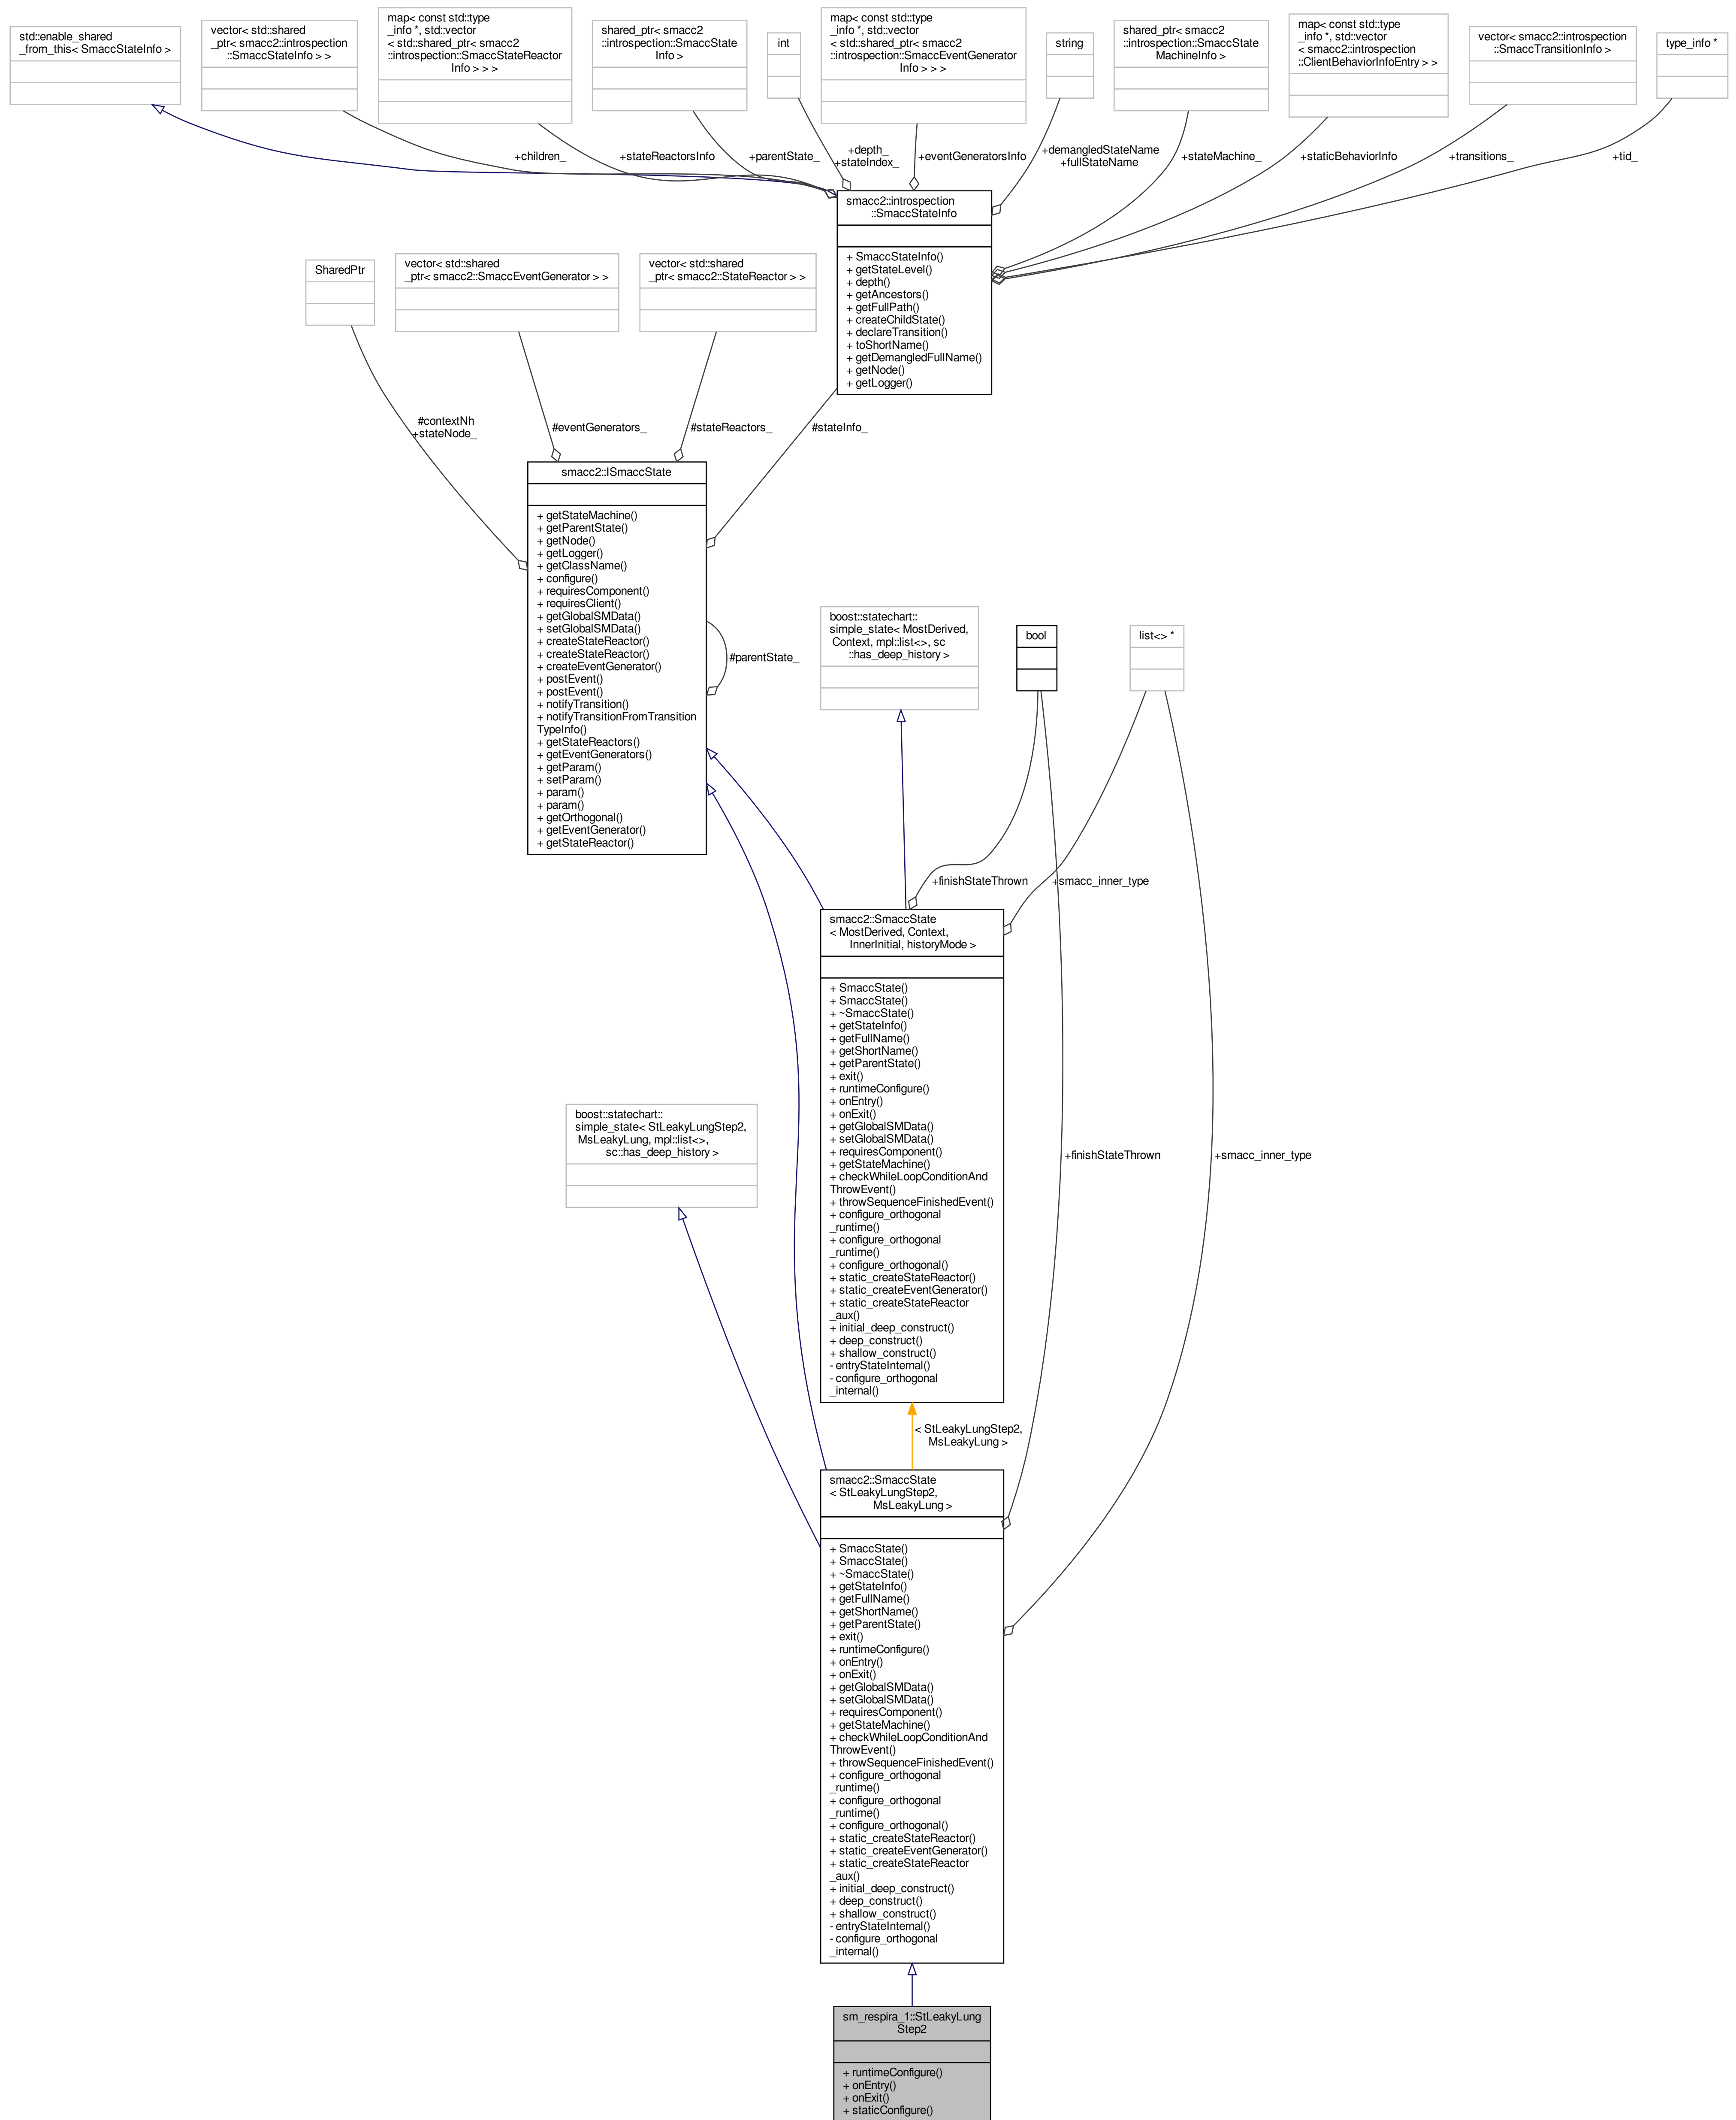 std::enable_shared
_from_this< SmaccStateInfo >
vector< std::shared
_ptr< smacc2::introspection
::SmaccStateInfo > >
map< const std::type
_info *, std::vector
< std::shared_ptr< smacc2
::introspection::SmaccStateReactor
Info > > >
shared_ptr< smacc2
::introspection::SmaccState
Info >
int
map< const std::type
_info *, std::vector
< std::shared_ptr< smacc2
::introspection::SmaccEventGenerator
Info > > >
string
shared_ptr< smacc2
::introspection::SmaccState
MachineInfo >
map< const std::type
_info *, std::vector
< smacc2::introspection
::ClientBehaviorInfoEntry > >
vector< smacc2::introspection
::SmaccTransitionInfo >
type_info *
+children_
+stateReactorsInfo
+parentState_
+depth_
+stateIndex_
+eventGeneratorsInfo
+demangledStateName
+fullStateName
+stateMachine_
+staticBehaviorInfo
+transitions_
+tid_
smacc2::introspection
::SmaccStateInfo
+ SmaccStateInfo()
+ getStateLevel()
+ depth()
+ getAncestors()
+ getFullPath()
+ createChildState()
+ declareTransition()
+ toShortName()
+ getDemangledFullName()
+ getNode()
+ getLogger()
SharedPtr
vector< std::shared
_ptr< smacc2::SmaccEventGenerator > >
vector< std::shared
_ptr< smacc2::StateReactor > >
#contextNh
+stateNode_
#eventGenerators_
#stateReactors_
#stateInfo_
smacc2::ISmaccState
+ getStateMachine()
+ getParentState()
+ getNode()
+ getLogger()
+ getClassName()
+ configure()
+ requiresComponent()
+ requiresClient()
+ getGlobalSMData()
+ setGlobalSMData()
+ createStateReactor()
+ createStateReactor()
+ createEventGenerator()
+ postEvent()
+ postEvent()
+ notifyTransition()
+ notifyTransitionFromTransition
TypeInfo()
+ getStateReactors()
+ getEventGenerators()
+ getParam()
+ setParam()
+ param()
+ param()
+ getOrthogonal()
+ getEventGenerator()
+ getStateReactor()
#parentState_
boost::statechart::
simple_state< MostDerived,
Context, mpl::list<>, sc
::has_deep_history >
bool
list<> *
+finishStateThrown
+smacc_inner_type
smacc2::SmaccState
< MostDerived, Context,
InnerInitial, historyMode >
+ SmaccState()
+ SmaccState()
+ ~SmaccState()
+ getStateInfo()
+ getFullName()
+ getShortName()
+ getParentState()
+ exit()
+ runtimeConfigure()
+ onEntry()
+ onExit()
+ getGlobalSMData()
+ setGlobalSMData()
+ requiresComponent()
+ getStateMachine()
+ checkWhileLoopConditionAnd
ThrowEvent()
+ throwSequenceFinishedEvent()
+ configure_orthogonal
_runtime()
+ configure_orthogonal
_runtime()
+ configure_orthogonal()
+ static_createStateReactor()
+ static_createEventGenerator()
+ static_createStateReactor
_aux()
+ initial_deep_construct()
+ deep_construct()
+ shallow_construct()
- entryStateInternal()
- configure_orthogonal
_internal()
boost::statechart::
simple_state< StLeakyLungStep2,
MsLeakyLung, mpl::list<>,
sc::has_deep_history >
+finishStateThrown
+smacc_inner_type
< StLeakyLungStep2,
MsLeakyLung >
smacc2::SmaccState
< StLeakyLungStep2,
MsLeakyLung >
+ SmaccState()
+ SmaccState()
+ ~SmaccState()
+ getStateInfo()
+ getFullName()
+ getShortName()
+ getParentState()
+ exit()
+ runtimeConfigure()
+ onEntry()
+ onExit()
+ getGlobalSMData()
+ setGlobalSMData()
+ requiresComponent()
+ getStateMachine()
+ checkWhileLoopConditionAnd
ThrowEvent()
+ throwSequenceFinishedEvent()
+ configure_orthogonal
_runtime()
+ configure_orthogonal
_runtime()
+ configure_orthogonal()
+ static_createStateReactor()
+ static_createEventGenerator()
+ static_createStateReactor
_aux()
+ initial_deep_construct()
+ deep_construct()
+ shallow_construct()
- entryStateInternal()
- configure_orthogonal
_internal()
sm_respira_1::StLeakyLung
Step2
+ runtimeConfigure()
+ onEntry()
+ onExit()
+ staticConfigure()